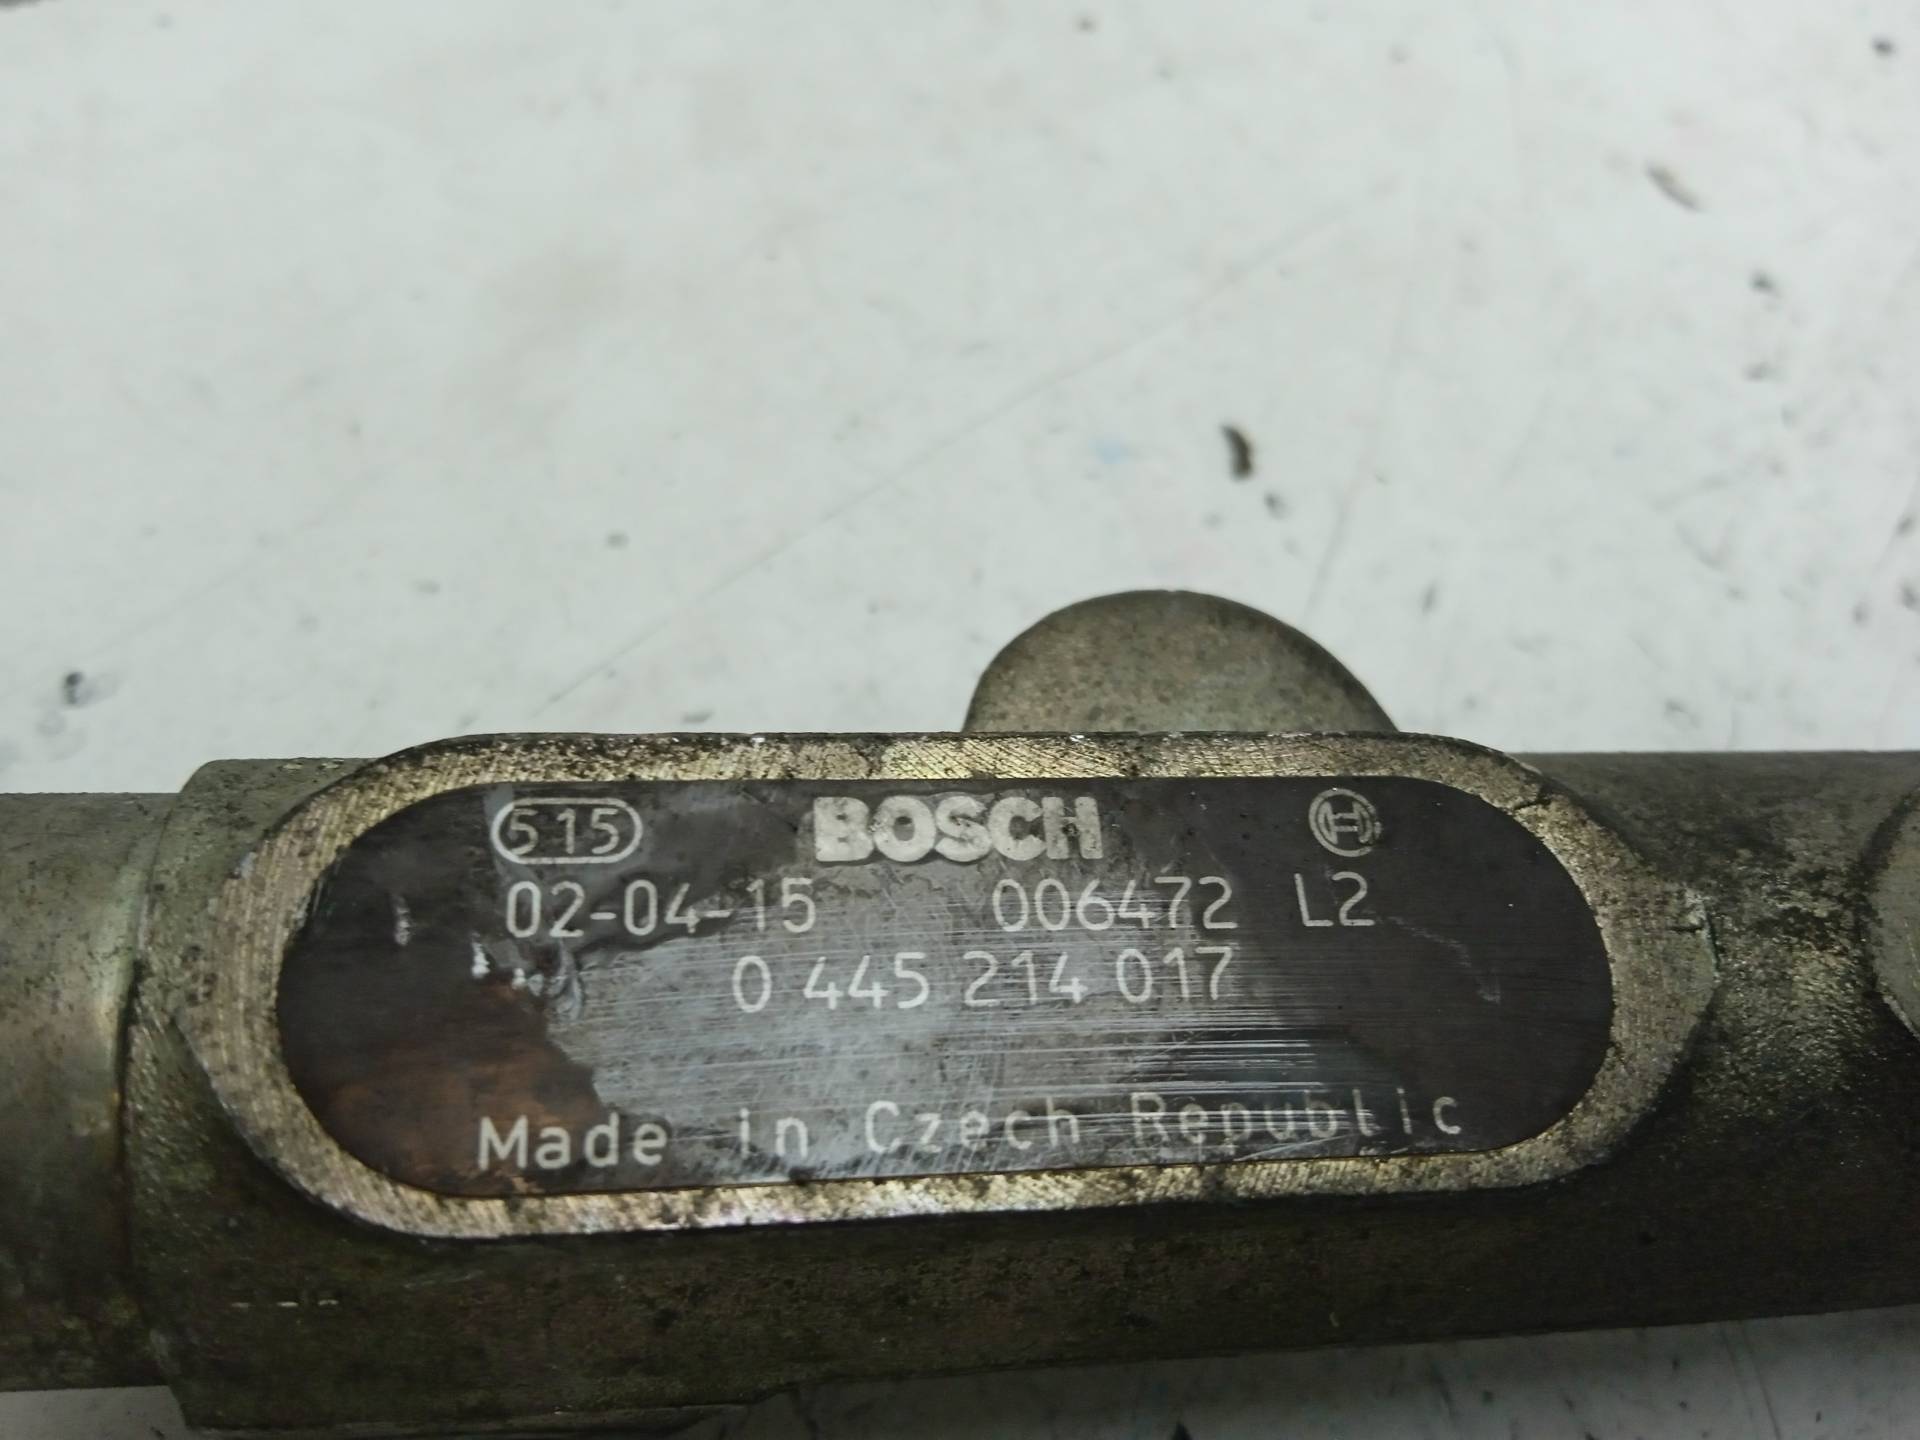 515 BOSCH
02-04-15 006472 L2
0 445 214 017
Made in Czech Republic